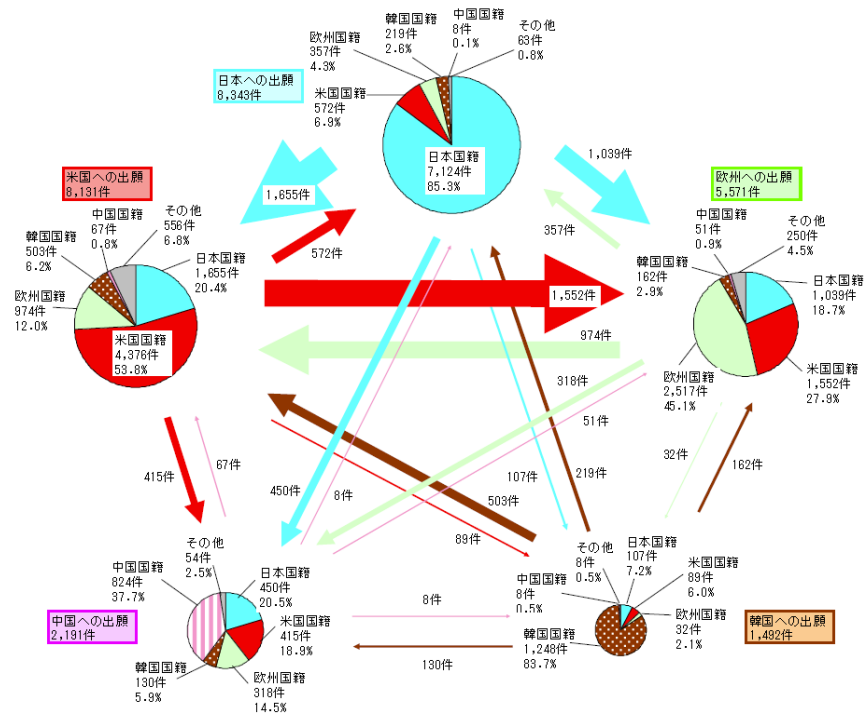 韓国国籍
219件
2.6%
中国国籍
8件
0.1%
その他
63件
0.8%
欧州国籍
357件
4.3%
日本への出願
8,343件
米国国籍
572件
6.9%
日本国籍
7,124件
85.3%
1,039件
1,655件
米国への出願
8,131件
欧州への出願
5,571件
中国国籍
67件
0.8%
その他
556件
6.8%
韓国国籍
503件
6.2%
日本国籍
1,655件
20.4%
欧州国籍
974件
12.0%
米国国籍
4,376件
53.8%
572件
357件
中国国籍
51件
0.9%
その他
250件
4.5%
韓国国籍
162件
2.9%
日本国籍
1,039件
18.7%
欧州国籍
2,517件
45.1%
米国国籍
1,552件
27.9%
1,552件
974件
318件
51件
415件
67件
450件
8件
107件
219件
503件
89件
32件
162件
その他
54件
2.5%
中国国籍
824件
37.7%
日本国籍
450件
20.5%
米国国籍
415件
18.9%
韓国国籍
130件
5.9%
欧州国籍
318件
14.5%
中国への出願
2,191件
8件
130件
その他
8件
0.5%
日本国籍
107件
7.2%
米国国籍
89件
6.0%
中国国籍
8件
0.5%
欧州国籍
32件
2.1%
韓国国籍
1,248件
83.7%
韓国への出願
1,492件